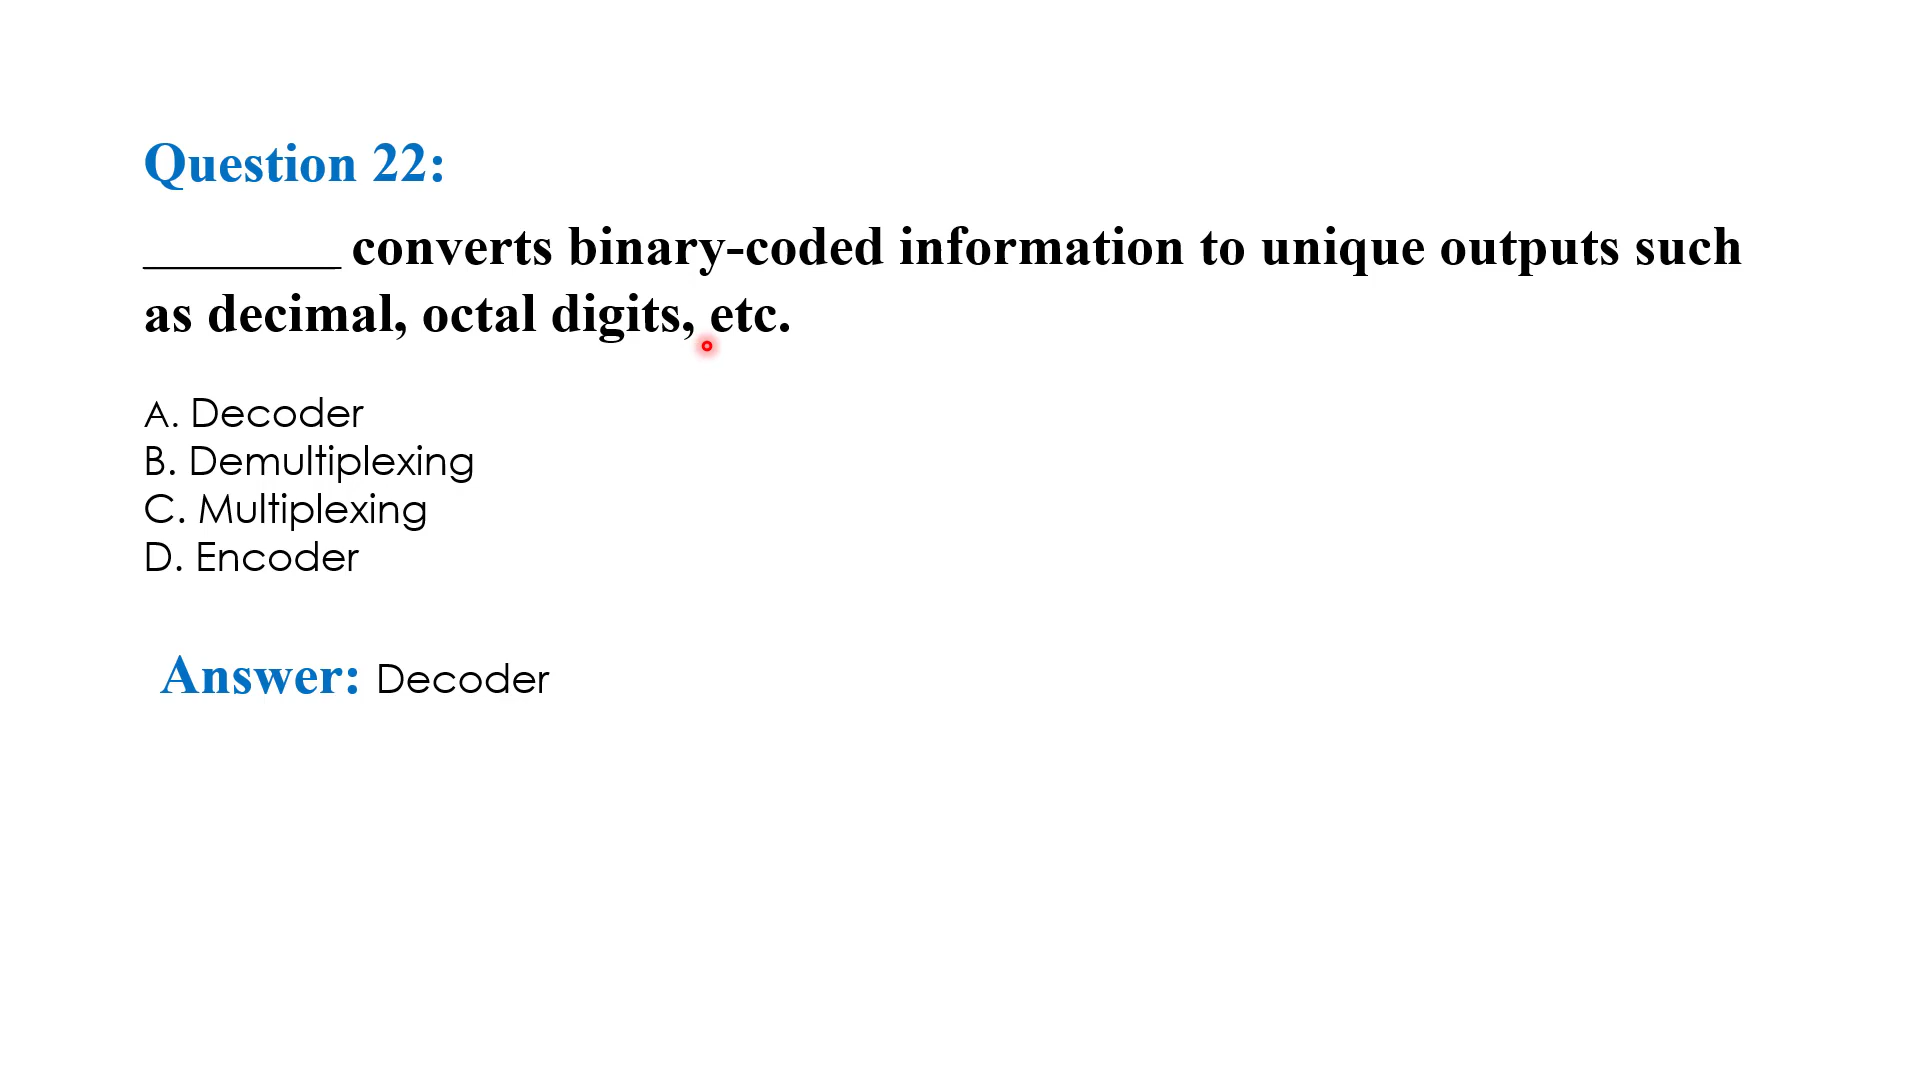 Question 22:
________ converts binary-coded information to unique outputs such
as decimal, octal digits, etc.
A. Decoder
B. Demultiplexing
C. Multiplexing
D. Encoder
Answer: Decoder